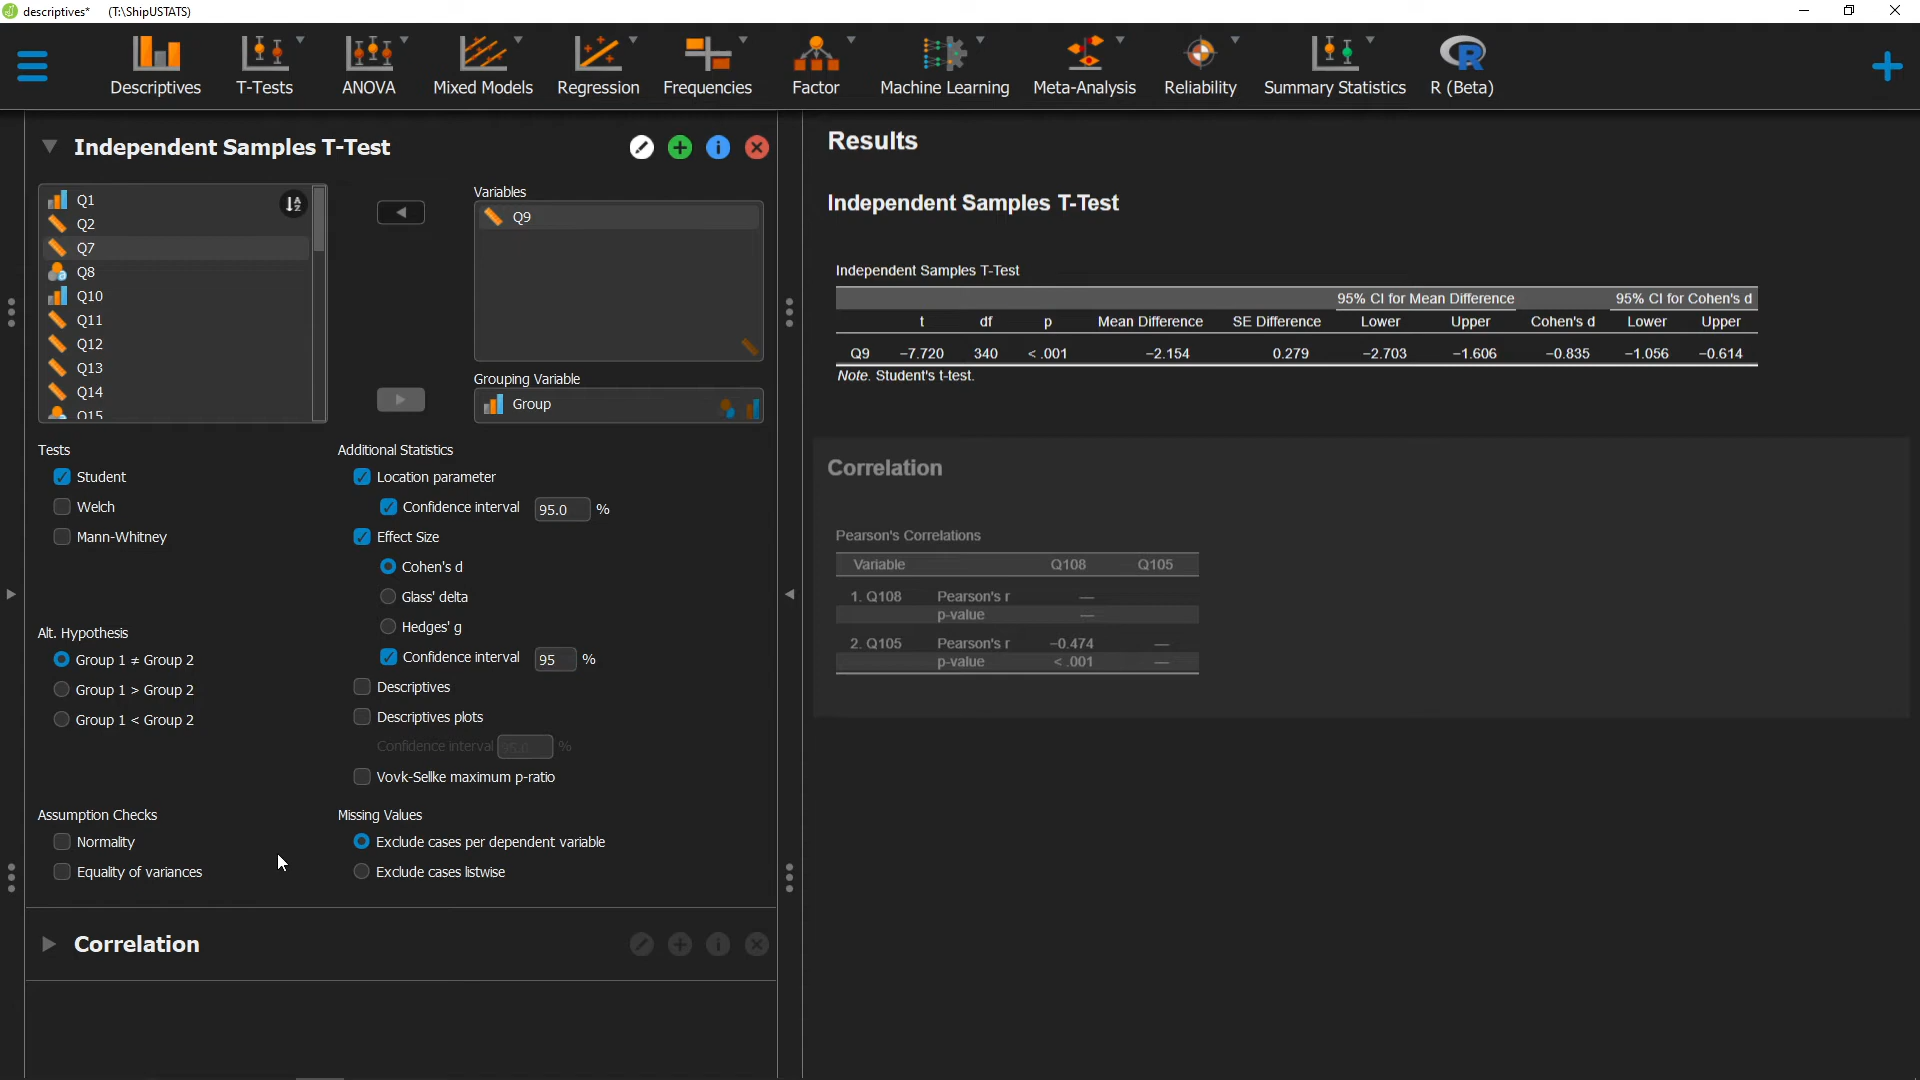 descriptives* (T:\ShipUSTATS)
Descriptives T-Tests ANOVA Mixed Models Regression Frequencies Factor Machine Learning Meta-Analysis Reliability Summary Statistics R (Beta)
Independent Samples T-Test
Q1
Q2
Q7
Q8
Q10
Q11
Q12
Q13
Q14
Q15
Variables
Q9
Grouping Variable
Group
Tests
Student
Welch
Mann-Whitney
Alt. Hypothesis
Group 1 ≠ Group 2
Group 1 > Group 2
Group 1 < Group 2
Assumption Checks
Normality
Equality of variances
Additional Statistics
Location parameter
Confidence interval 95.0 %
Effect Size
Cohen's d
Glass' delta
Hedges' g
Confidence interval 95 %
Descriptives
Descriptives plots
Confidence interval 95.0 %
Vovk-Sellke maximum p-ratio
Missing Values
Exclude cases per dependent variable
Exclude cases listwise
Correlation
Results
Independent Samples T-Test
Independent Samples T-Test
95% CI for Mean Difference 95% CI for Cohen's d
t df p Mean Difference SE Difference Lower Upper Cohen's d Lower Upper
Q9 −7.720 340 < .001 −2.154 0.279 −2.703 −1.606 −0.835 −1.056 −0.614
Note. Student's t-test.
Correlation
Pearson's Correlations
Variable Q108 Q105
1. Q108 Pearson's r —
p-value —
2. Q105 Pearson's r −0.474 —
p-value < .001 —